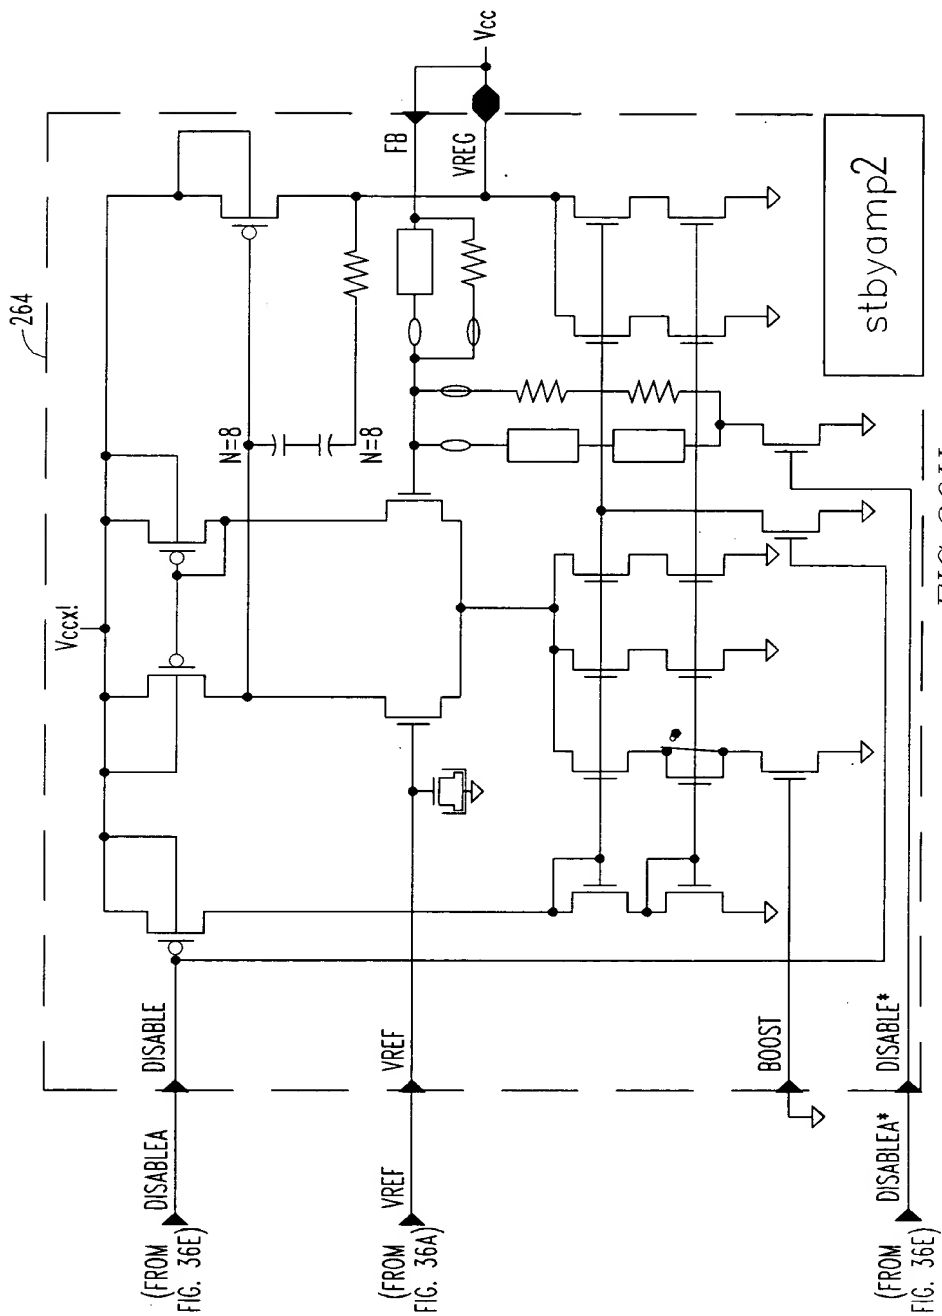 264
Vccx!
N=8
N=8
FB
VREG
Vcc
DISABLEA
DISABLE
(FROM
FIG. 36E)
VREF
VREF
(FROM
FIG. 36A)
BOOST
DISABLEA*
DISABLE*
(FROM
FIG. 36E)
stbyamp2